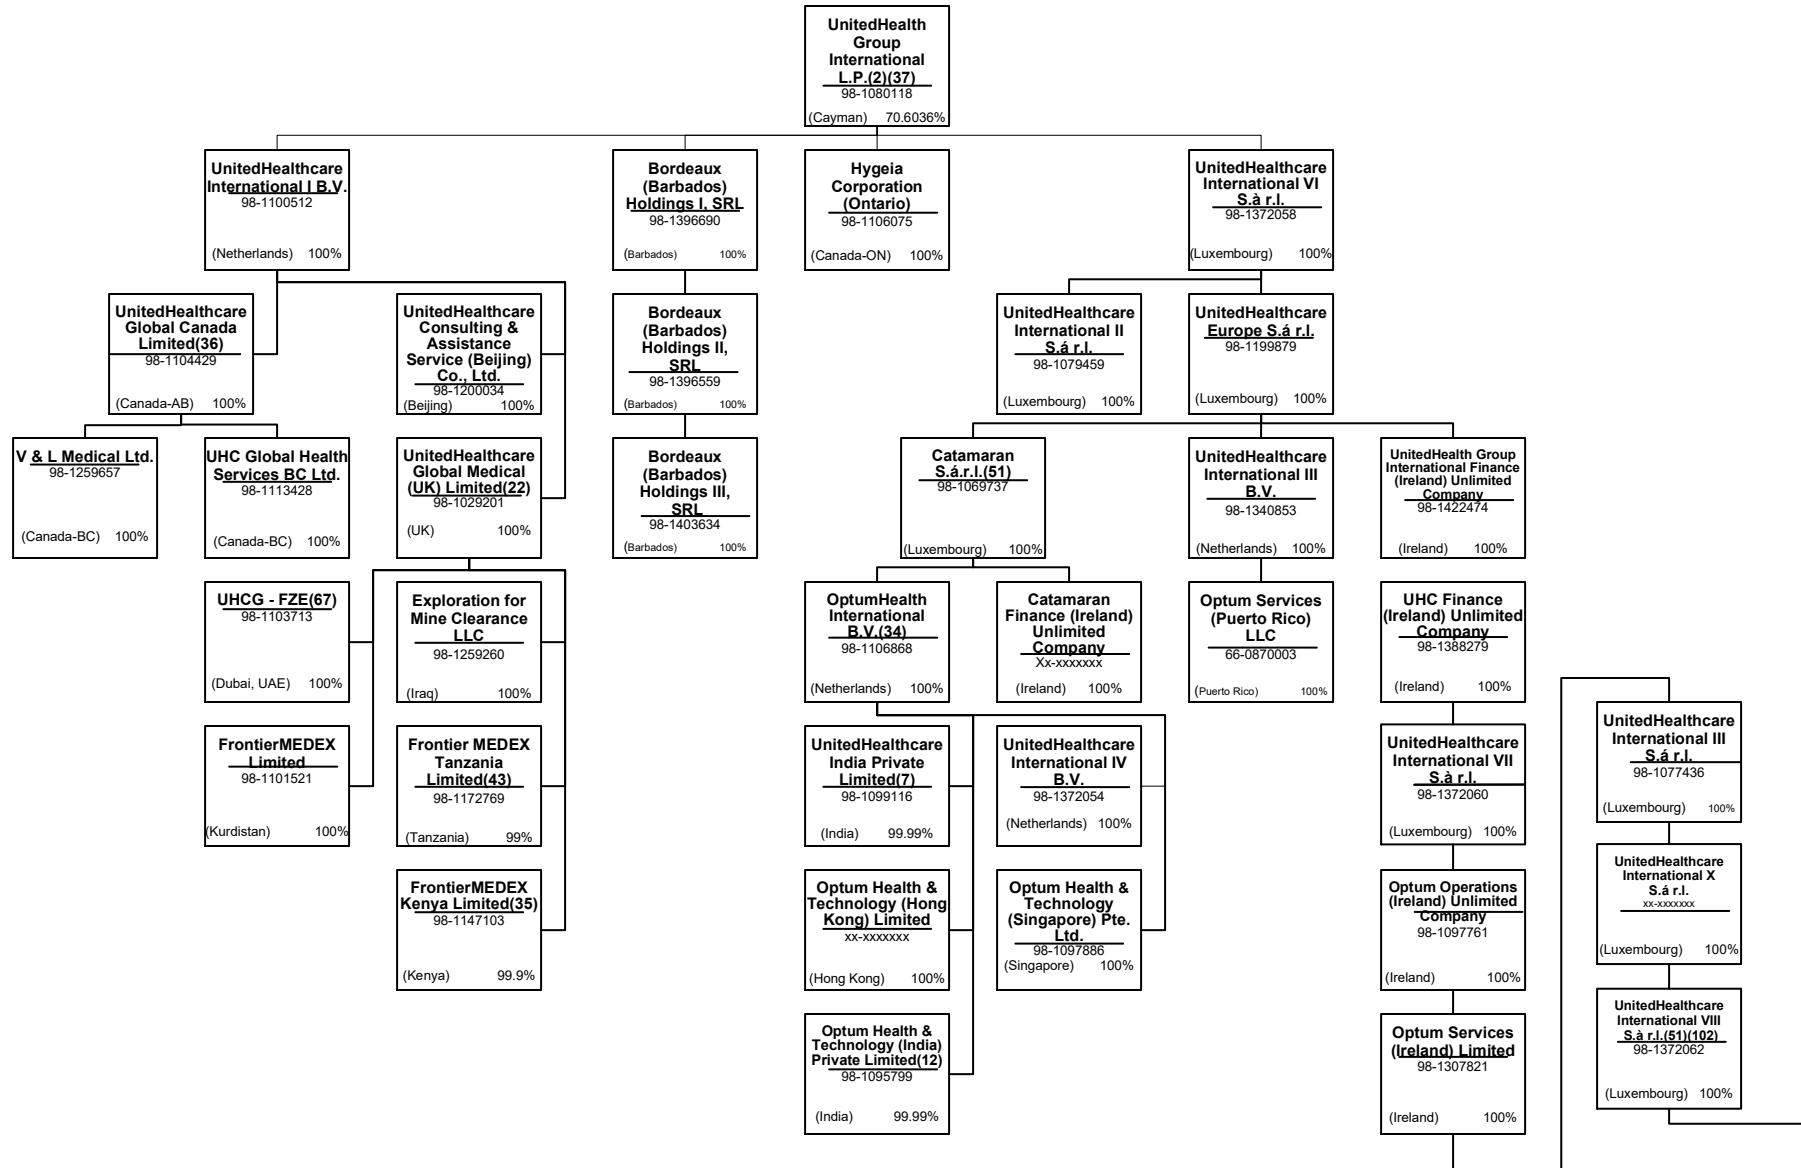 UnitedHealth
Group
International
L.P.(2)(37)
98-1080118
(Cayman) 70.6036%
UnitedHealthcare
International I B.V.
98-1100512
(Netherlands) 100%
Bordeaux
(Barbados)
Holdings I, SRL
98-1396690
(Barbados) 100%
Hygeia
Corporation
(Ontario)
98-1106075
(Canada-ON) 100%
UnitedHealthcare
International VI
S.à r.l.
98-1372058
(Luxembourg) 100%
UnitedHealthcare
Global Canada
Limited(36)
98-1104429
(Canada-AB) 100%
UnitedHealthcare
Consulting &
Assistance
Service (Beijing)
Co., Ltd.
98-1200034
(Beijing) 100%
Bordeaux
(Barbados)
Holdings II,
SRL
98-1396559
(Barbados) 100%
UnitedHealthcare
International II
S.á r.l.
98-1079459
(Luxembourg) 100%
UnitedHealthcare
Europe S.á r.l.
98-1199879
(Luxembourg) 100%
V & L Medical Ltd.
98-1259657
(Canada-BC) 100%
UHC Global Health
Services BC Ltd.
98-1113428
(Canada-BC) 100%
UnitedHealthcare
Global Medical
(UK) Limited(22)
98-1029201
(UK) 100%
Bordeaux
(Barbados)
Holdings III,
SRL
98-1403634
(Barbados) 100%
Catamaran
S.á.r.l.(51)
98-1069737
(Luxembourg) 100%
UnitedHealthcare
International III
B.V.
98-1340853
(Netherlands) 100%
UnitedHealth Group
International Finance
(Ireland) Unlimited
Company
98-1422474
(Ireland) 100%
UHCG - FZE(67)
98-1103713
(Dubai, UAE) 100%
Exploration for
Mine Clearance
LLC
98-1259260
(Iraq) 100%
OptumHealth
International
B.V.(34)
98-1106868
(Netherlands) 100%
Catamaran
Finance (Ireland)
Unlimited
Company
Xx-xxxxxxx
(Ireland) 100%
Optum Services
(Puerto Rico)
LLC
66-0870003
(Puerto Rico) 100%
UHC Finance
(Ireland) Unlimited
Company
98-1388279
(Ireland) 100%
FrontierMEDEX
Limited
98-1101521
(Kurdistan) 100%
Frontier MEDEX
Tanzania
Limited(43)
98-1172769
(Tanzania) 99%
UnitedHealthcare
India Private
Limited(7)
98-1099116
(India) 99.99%
UnitedHealthcare
International IV
B.V.
98-1372054
(Netherlands) 100%
UnitedHealthcare
International VII
S.à r.l.
98-1372060
(Luxembourg) 100%
UnitedHealthcare
International III
S.á r.l.
98-1077436
(Luxembourg) 100%
FrontierMEDEX
Kenya Limited(35)
98-1147103
(Kenya) 99.9%
Optum Health &
Technology (Hong
Kong) Limited
xx-xxxxxxx
(Hong Kong) 100%
Optum Health &
Technology
(Singapore) Pte.
Ltd.
98-1097886
(Singapore) 100%
Optum Operations
(Ireland) Unlimited
Company
98-1097761
(Ireland) 100%
UnitedHealthcare
International X
S.á r.l.
xx-xxxxxxx
(Luxembourg) 100%
Optum Health &
Technology (India)
Private Limited(12)
98-1095799
(India) 99.99%
Optum Services
(Ireland) Limited
98-1307821
(Ireland) 100%
UnitedHealthcare
International VIII
S.à r.l.(51)(102)
98-1372062
(Luxembourg) 100%